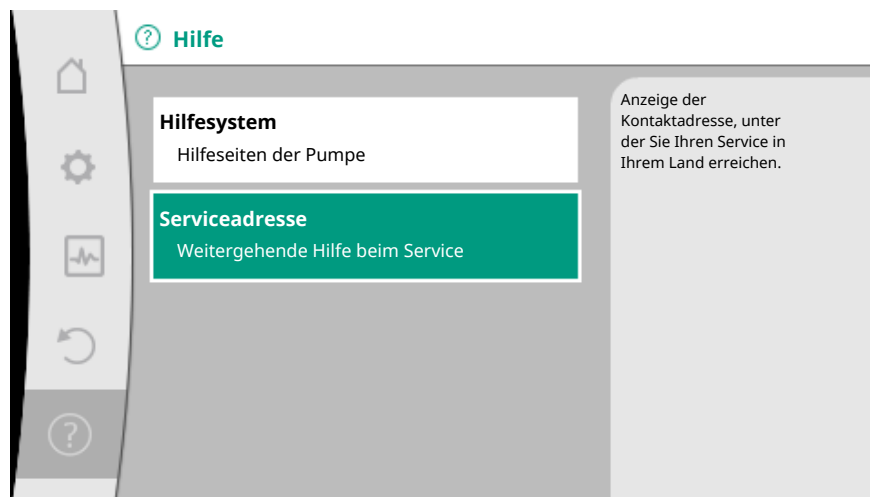 Hilfe
Hilfesystem
Hilfeseiten der Pumpe
Serviceadresse
Weitergehende Hilfe beim Service
Anzeige der
Kontaktadresse, unter
der Sie Ihren Service in
Ihrem Land erreichen.